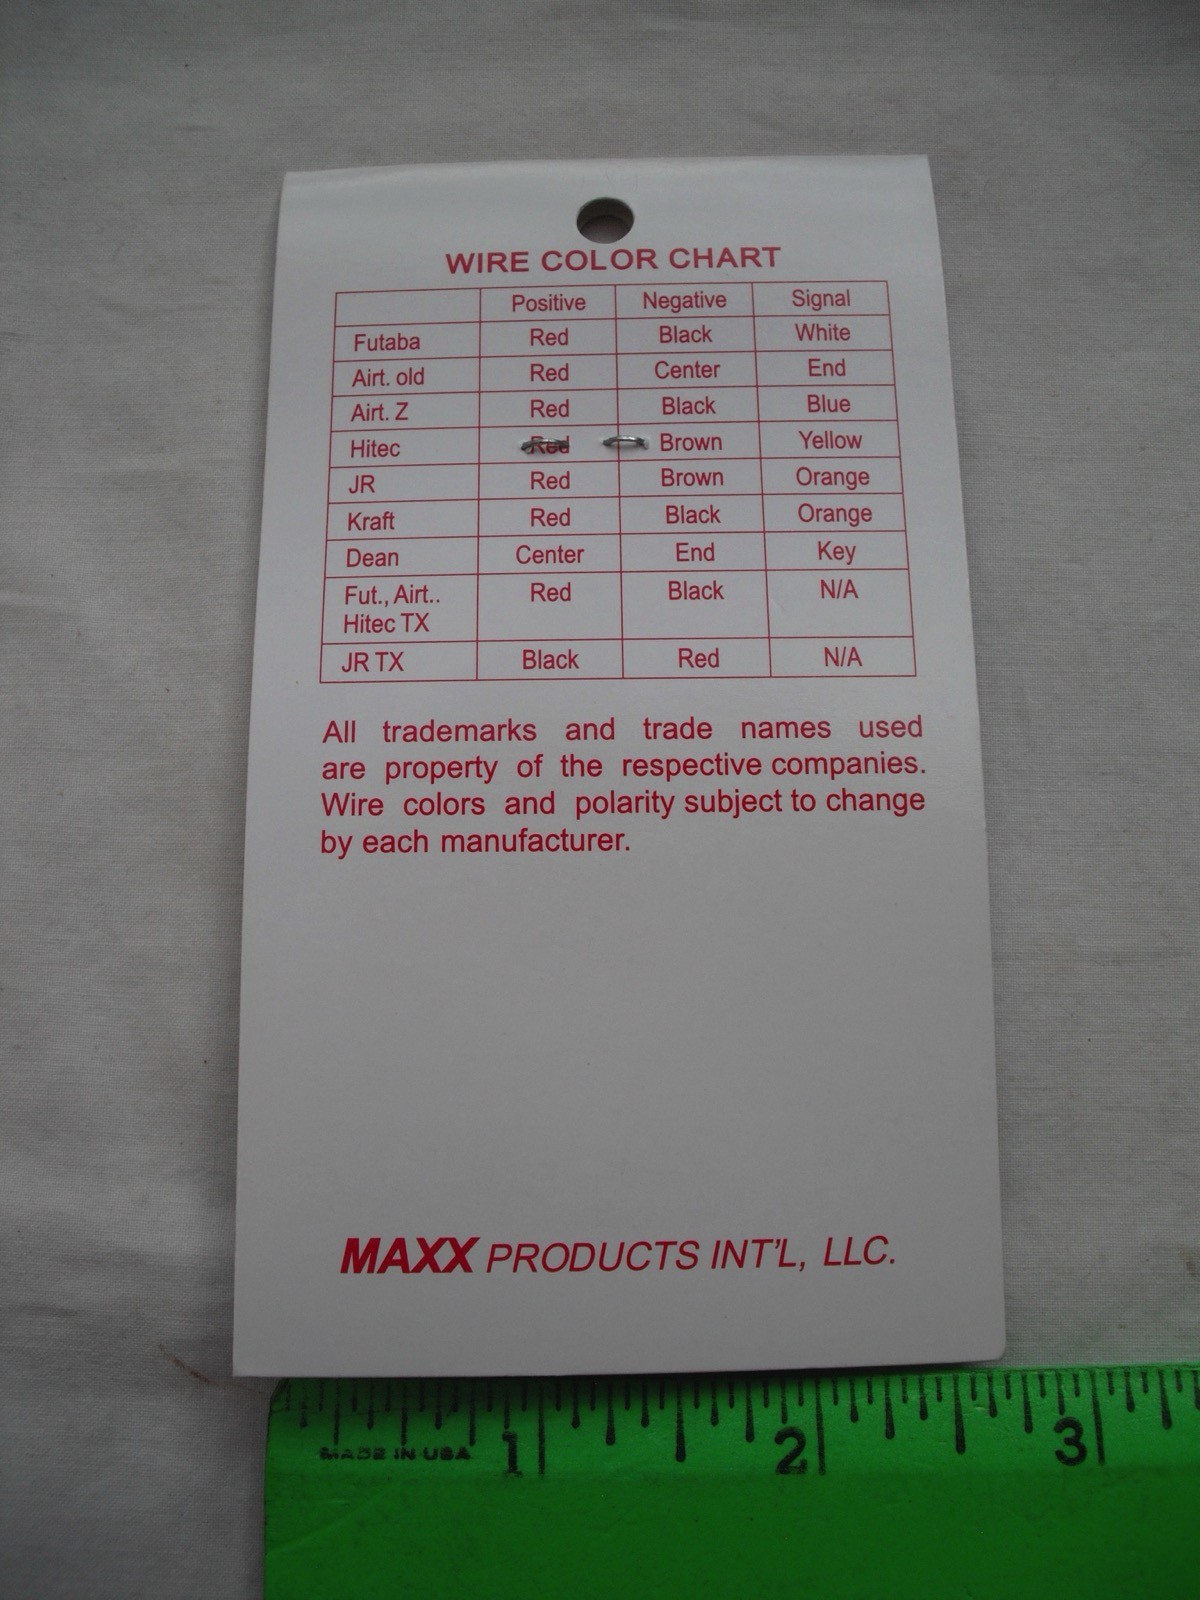 WIRE COLOR CHART
Positive Negative Signal
Futaba Red Black White
Airt. old Red Center End
Airt. Z Red Black Blue
Hitec Red Brown Yellow
JR Red Brown Orange
Kraft Red Black Orange
Dean Center End Key
Fut., Airt.. Red Black N/A
Hitec TX
JR TX Black Red N/A
All trademarks and trade names used
are property of the respective companies.
Wire colors and polarity subject to change
by each manufacturer.
MAXX PRODUCTS INT'L, LLC.
MADE IN USA 1 2 3